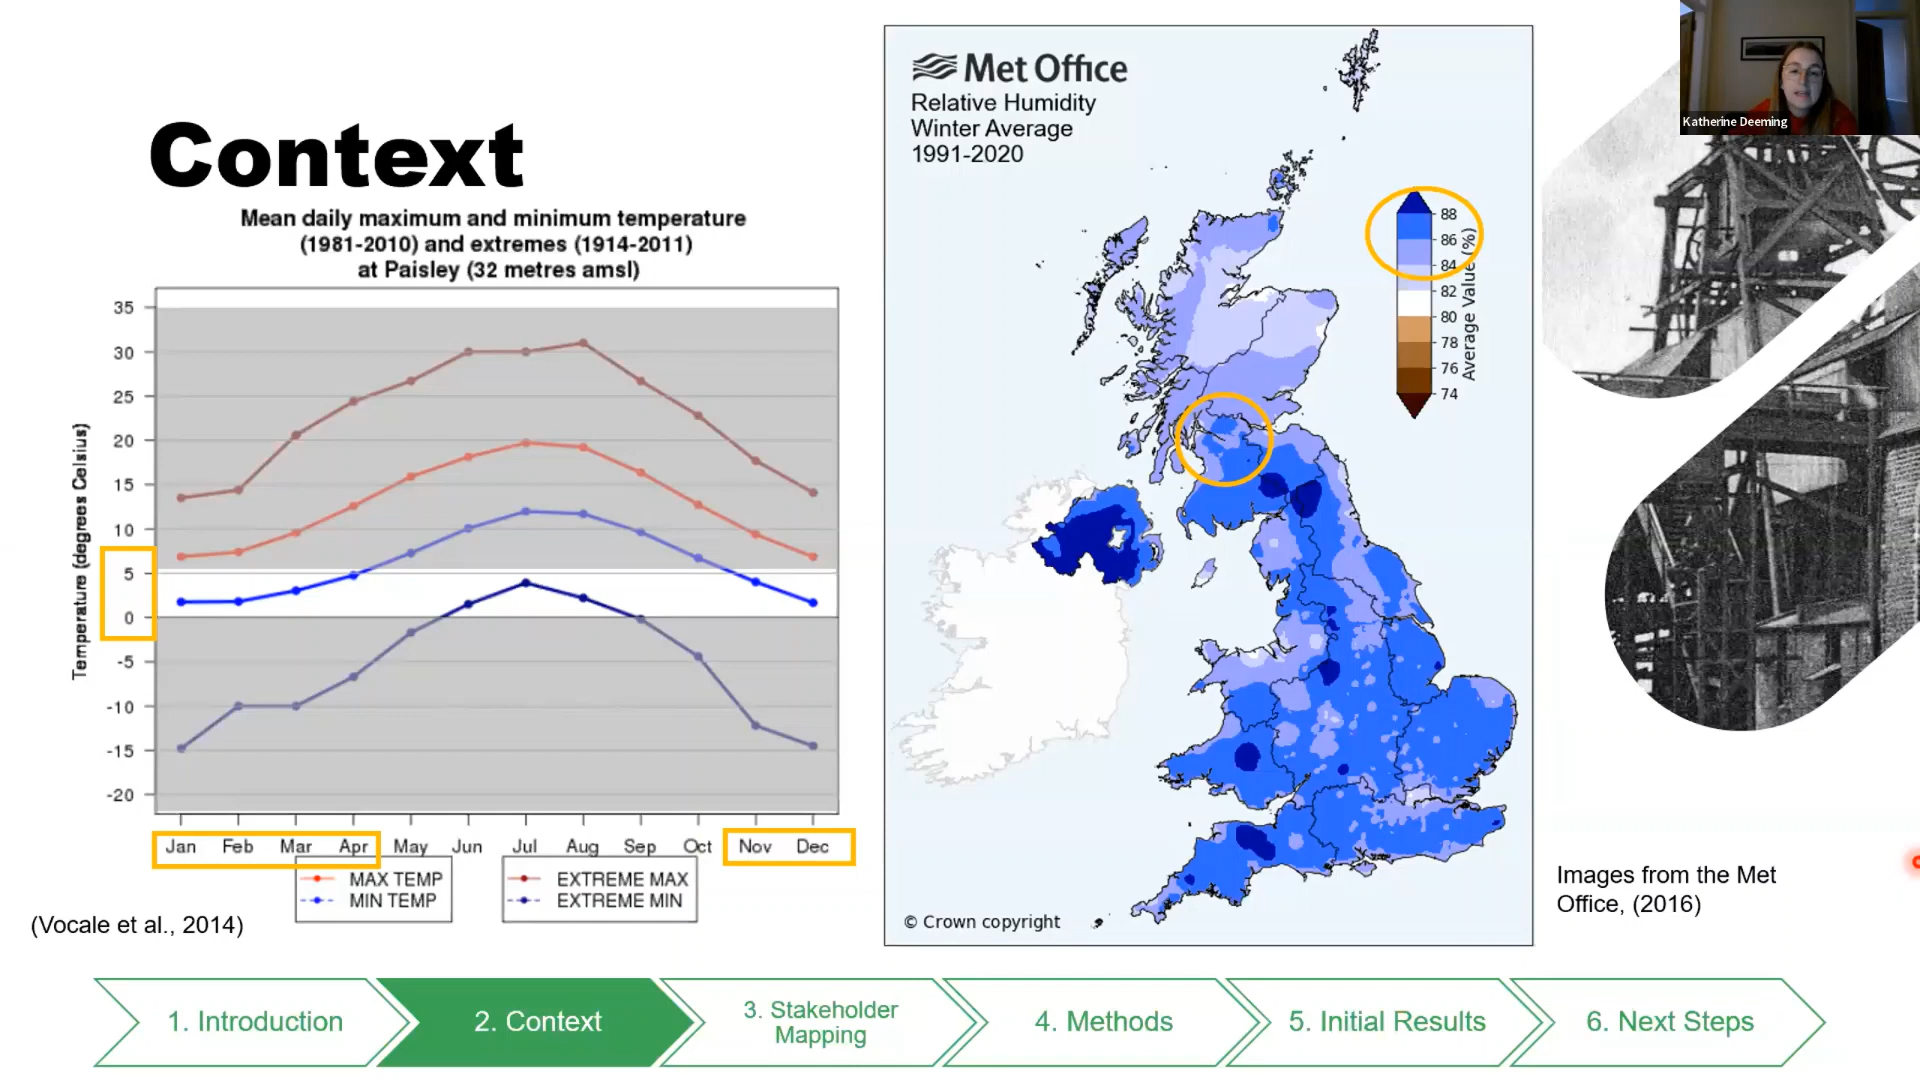 Context
Mean daily maximum and minimum temperature
(1981-2010) and extremes (1914-2011)
at Paisley (32 metres amsl)
Temperature (degrees Celsius)
35
30
25
20
15
10
5
0
-5
-10
-15
-20
Jan Feb Mar Apr May Jun Jul Aug Sep Oct Nov Dec
MAX TEMP
MIN TEMP
EXTREME MAX
EXTREME MIN
(Vocale et al., 2014)
Met Office
Relative Humidity
Winter Average
1991-2020
88
86
84
82
80
78
76
74
Average Value (%)
© Crown copyright
Katherine Deeming
Images from the Met
Office, (2016)
1. Introduction
2. Context
3. Stakeholder
Mapping
4. Methods
5. Initial Results
6. Next Steps